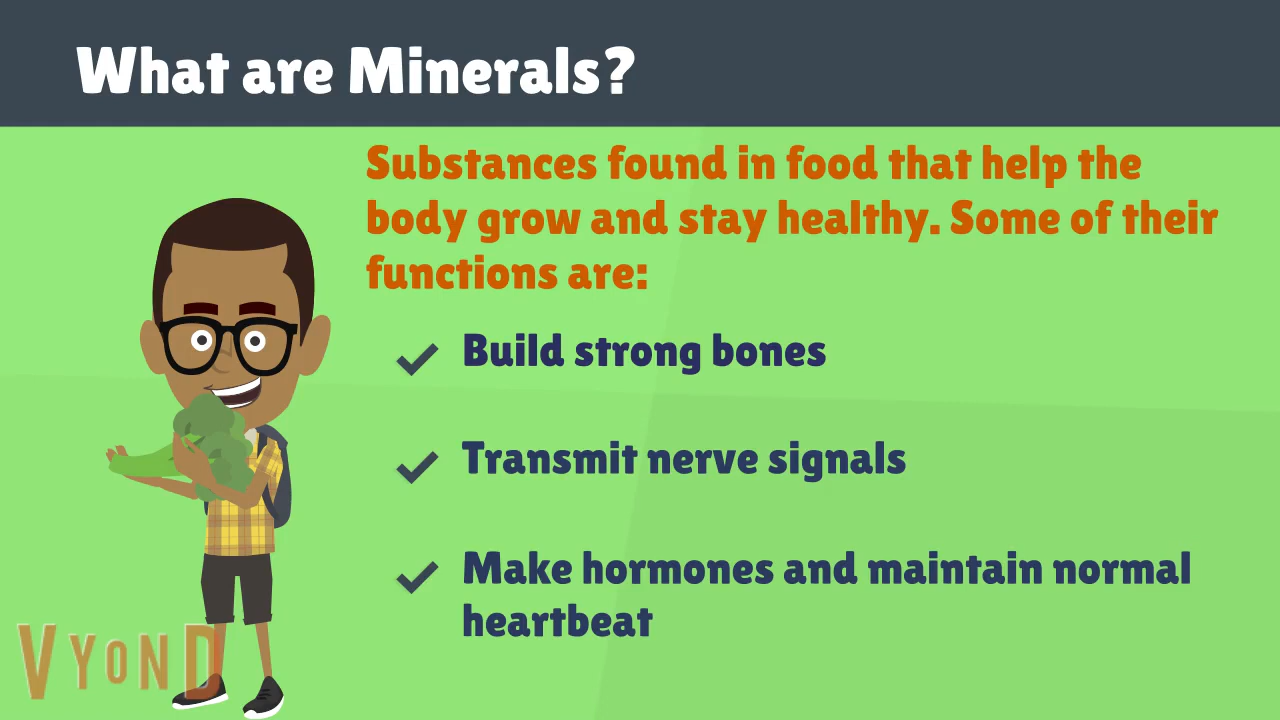 What are Minerals?
Substances found in food that help the
body grow and stay healthy. Some of their
functions are:
Build strong bones
Transmit nerve signals
Make hormones and maintain normal
heartbeat
VYOND